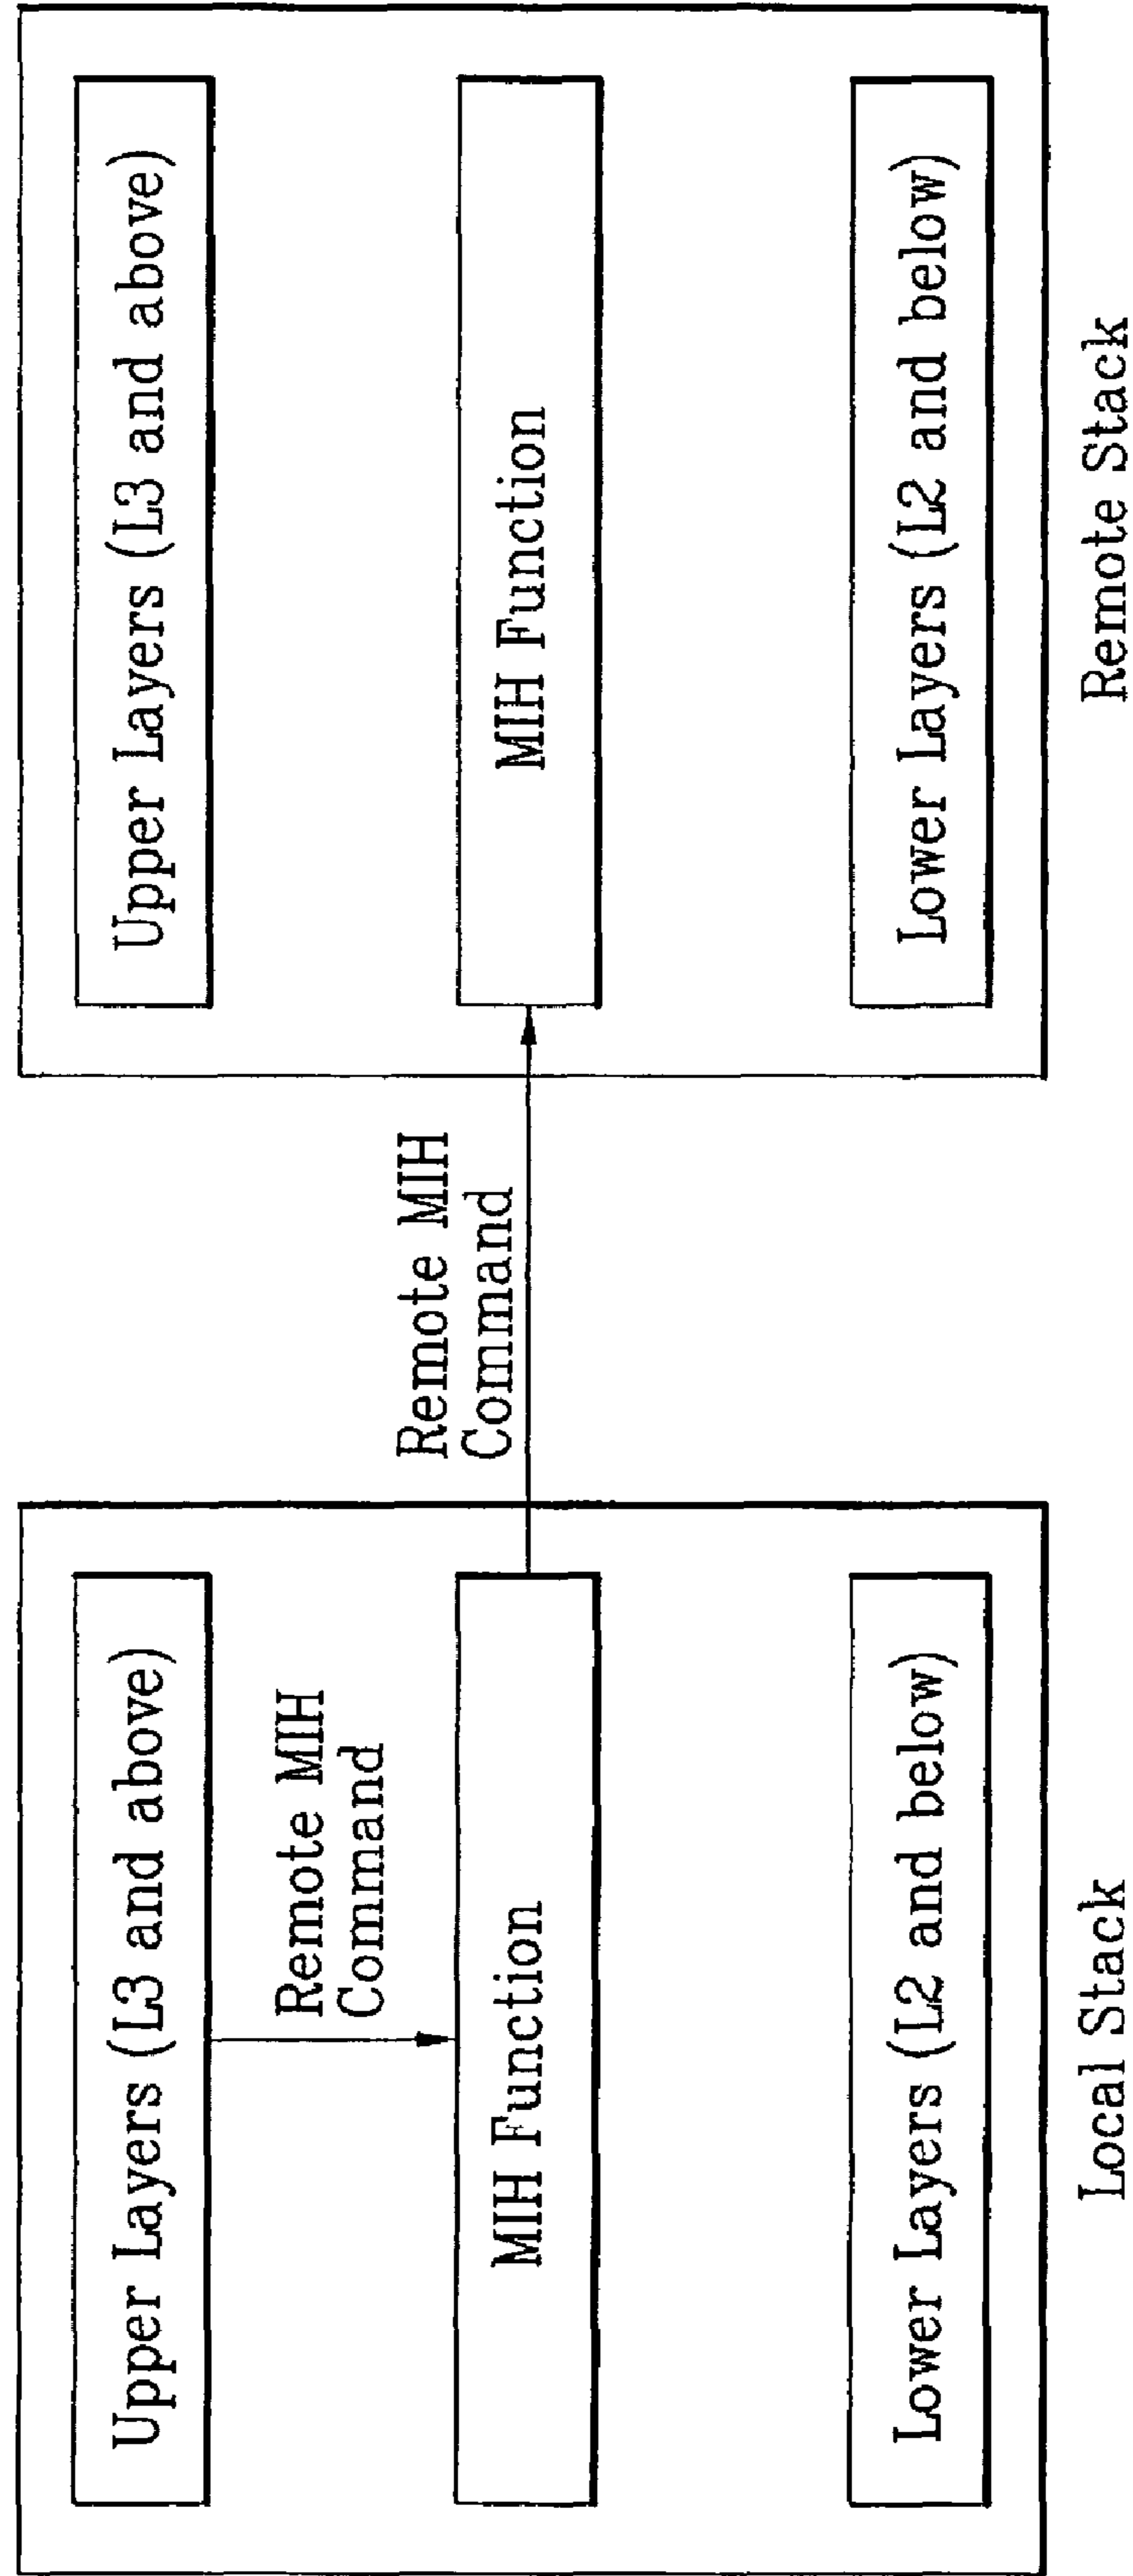 Upper Layers (L3 and above)
Remote MIH
Command
MIH Function
Lower Layers (L2 and below)
Local Stack
Remote MIH
Command
Upper Layers (L3 and above)
MIH Function
Lower Layers (L2 and below)
Remote Stack